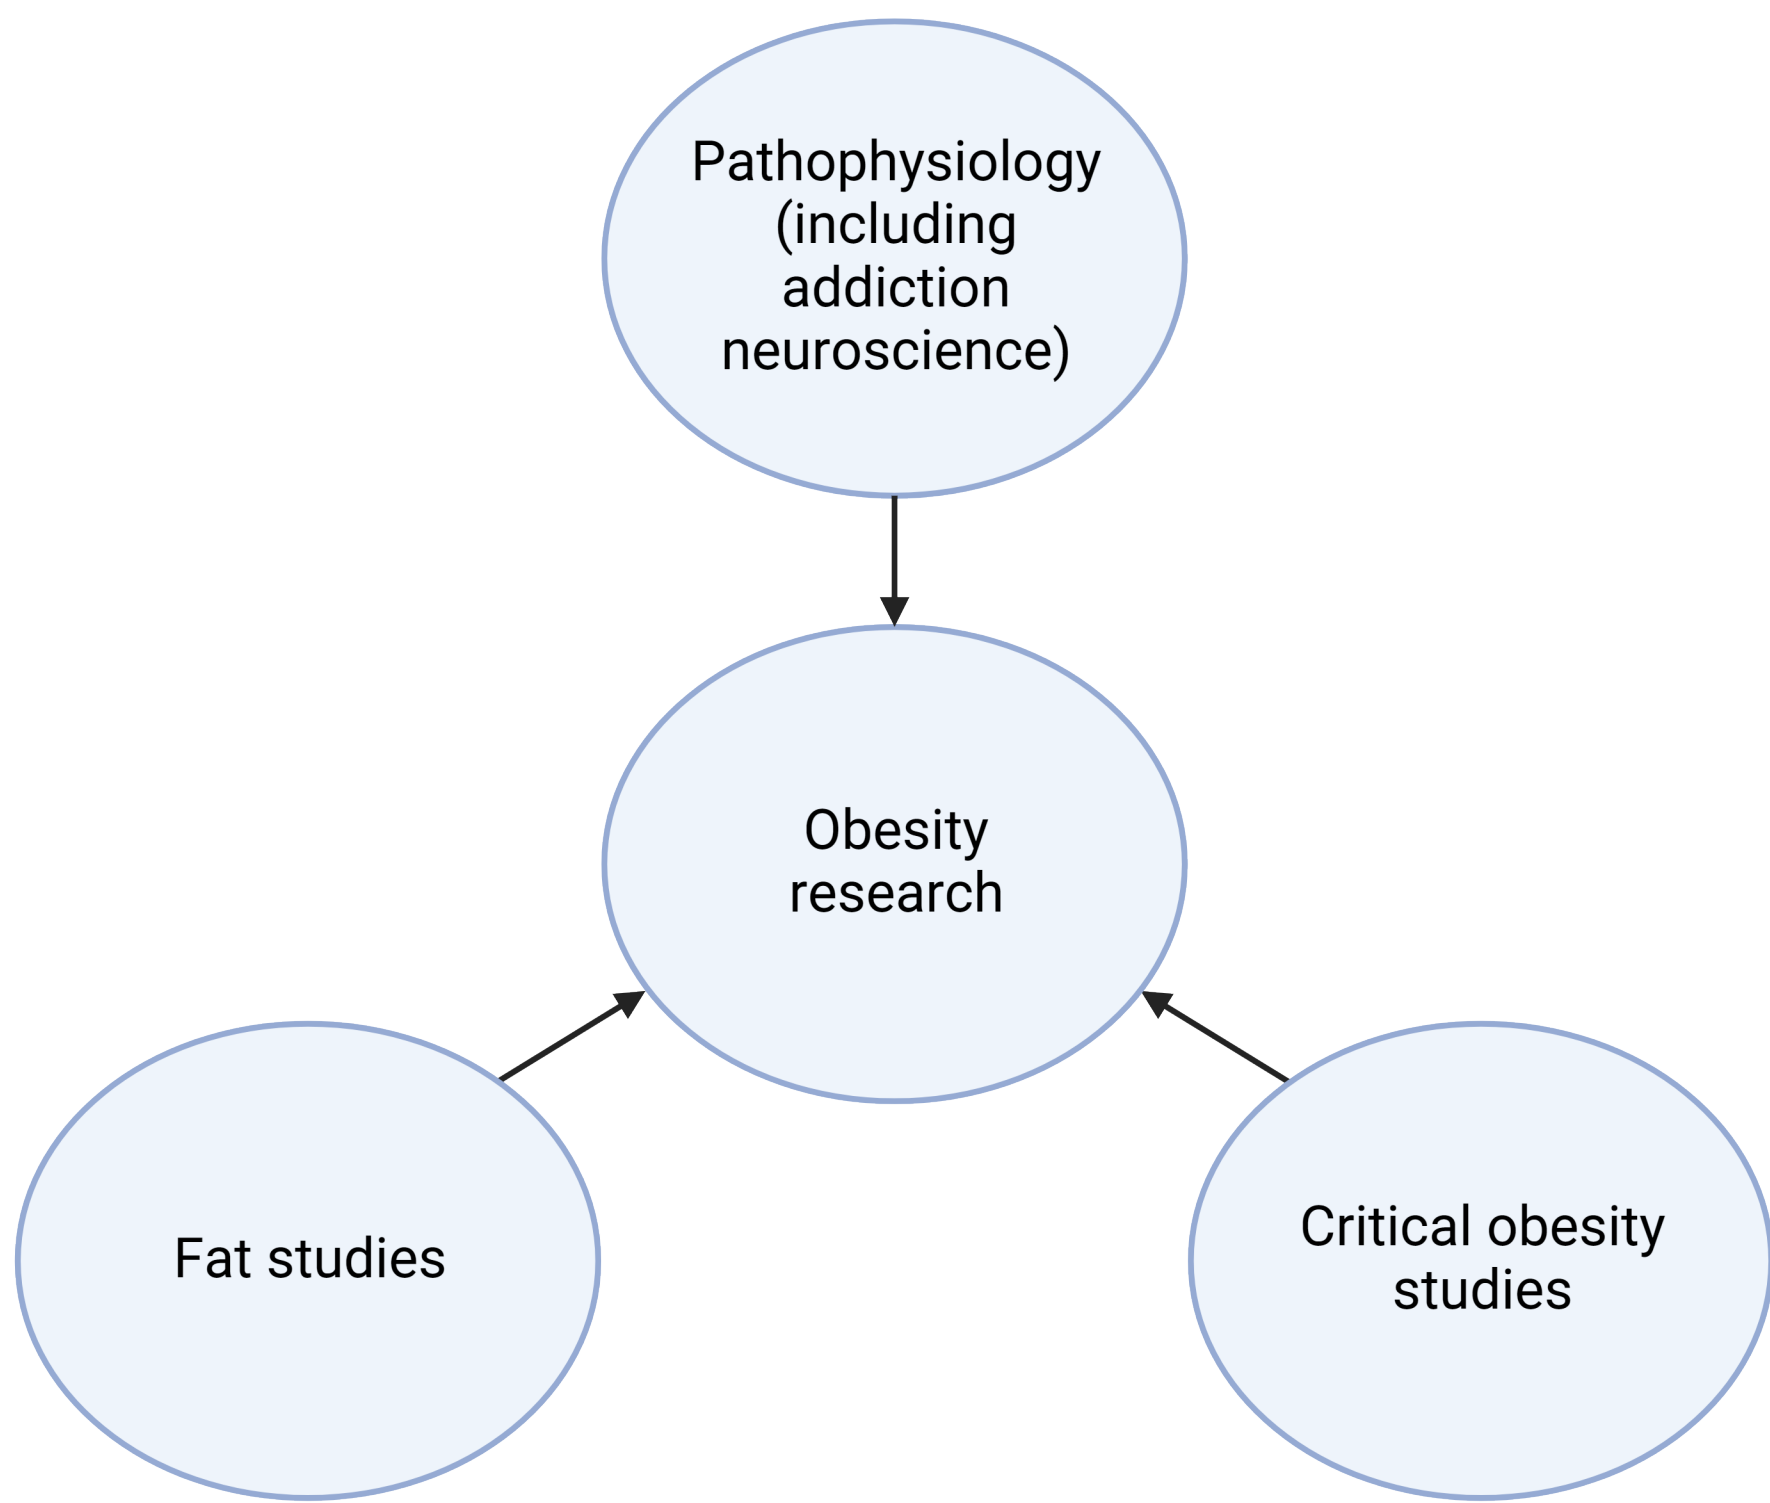 Pathophysiology
(including
addiction
neuroscience)
Obesity
research
Fat studies
Critical obesity
studies